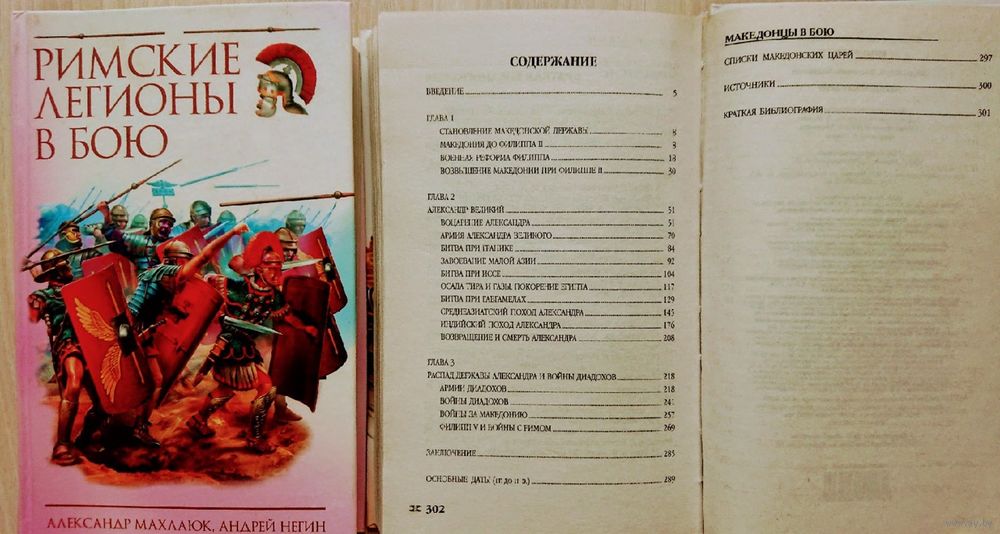 РИМСКИЕ
ЛЕГИОНЫ
В БОЮ
АЛЕКСАНДР МАХЛАЮК, АНДРЕЙ НЕГИН
СОДЕРЖАНИЕ
ВВЕДЕНИЕ 5
ГЛАВА 1
СТАНОВЛЕНИЕ МАКЕДОНСКОЙ ДЕРЖАВЫ 8
МАКЕДОНИЯ ДО ФИЛИППА II 8
ВОЕННАЯ РЕФОРМА ФИЛИППА 18
ВОЗВЫШЕНИЕ МАКЕДОНИИ ПРИ ФИЛИППЕ II 30
ГЛАВА 2
АЛЕКСАНДР ВЕЛИКИЙ 51
ВОЦАРЕНИЕ АЛЕКСАНДРА 51
АРМИЯ АЛЕКСАНДРА ВЕЛИКОГО 70
БИТВА ПРИ ГРАНИКЕ 84
ЗАВОЕВАНИЕ МАЛОЙ АЗИИ 92
БИТВА ПРИ ИССЕ 104
ОСАДА ТИРА И ГАЗЫ. ПОКОРЕНИЕ ЕГИПТА 117
БИТВА ПРИ ГАВГАМЕЛАХ 129
СРЕДНЕАЗИАТСКИЙ ПОХОД АЛЕКСАНДРА 145
ИНДИЙСКИЙ ПОХОД АЛЕКСАНДРА 176
ВОЗВРАЩЕНИЕ И СМЕРТЬ АЛЕКСАНДРА 208
ГЛАВА 3
РАСПАД ДЕРЖАВЫ АЛЕКСАНДРА И ВОЙНЫ ДИАДОХОВ 218
АРМИИ ДИАДОХОВ 218
ВОЙНЫ ДИАДОХОВ 241
ВОЙНЫ ЗА МАКЕДОНИЮ 257
ФИЛИПП V И ВОЙНЫ С РИМОМ 269
ЗАКЛЮЧЕНИЕ 285
ОСНОВНЫЕ ДАТЫ (гг. до н. э.) 289
302
МАКЕДОНЦЫ В БОЮ
СПИСКИ МАКЕДОНСКИХ ЦАРЕЙ 297
ИСТОЧНИКИ 300
КРАТКАЯ БИБЛИОГРАФИЯ 301